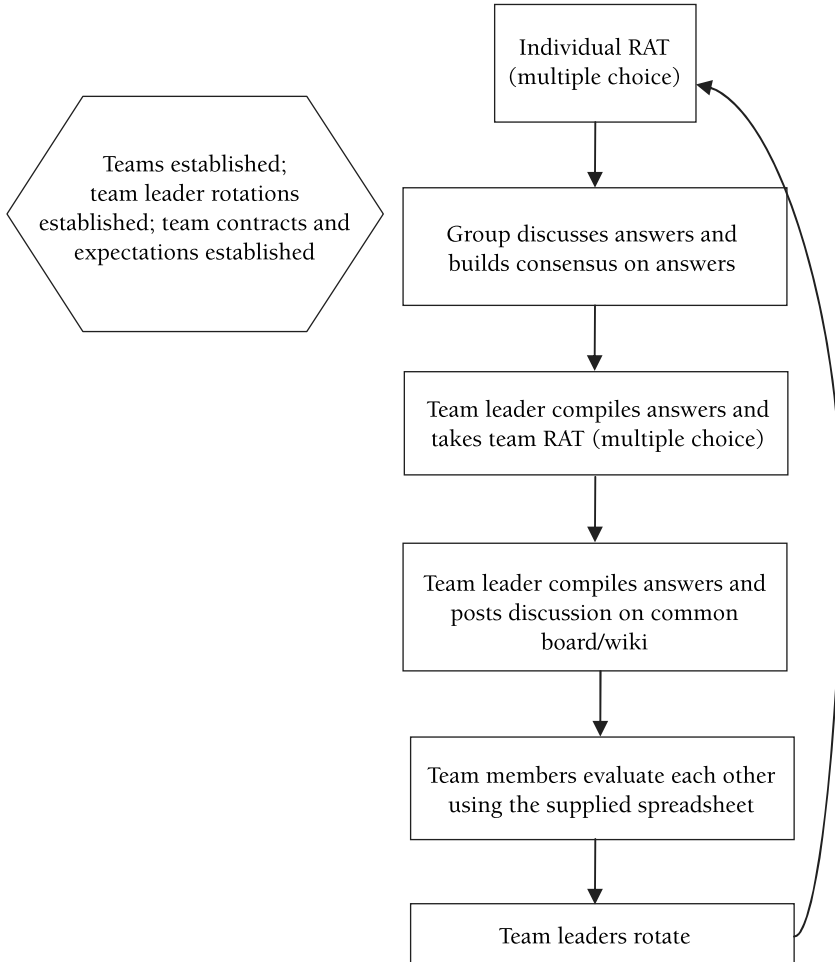 Individual RAT
(multiple choice)
Teams established;
team leader rotations
established; team contracts and
expectations established
Group discusses answers and
builds consensus on answers
Team leader compiles answers and
takes team RAT (multiple choice)
Team leader compiles answers and
posts discussion on common
board/wiki
Team members evaluate each other
using the supplied spreadsheet
Team leaders rotate